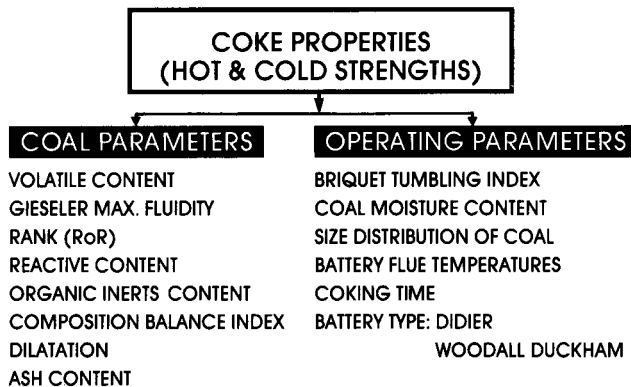 COKE PROPERTIES
(HOT & COLD STRENGTHS)
COAL PARAMETERS
VOLATILE CONTENT
GIESELER MAX. FLUIDITY
RANK (RoR)
REACTIVE CONTENT
ORGANIC INERTS CONTENT
COMPOSITION BALANCE INDEX
DILATATION
ASH CONTENT
OPERATING PARAMETERS
BRIQUET TUMBLING INDEX
COAL MOISTURE CONTENT
SIZE DISTRIBUTION OF COAL
BATTERY FLUE TEMPERATURES
COKING TIME
BATTERY TYPE: DIDIER
WOODALL DUCKHAM